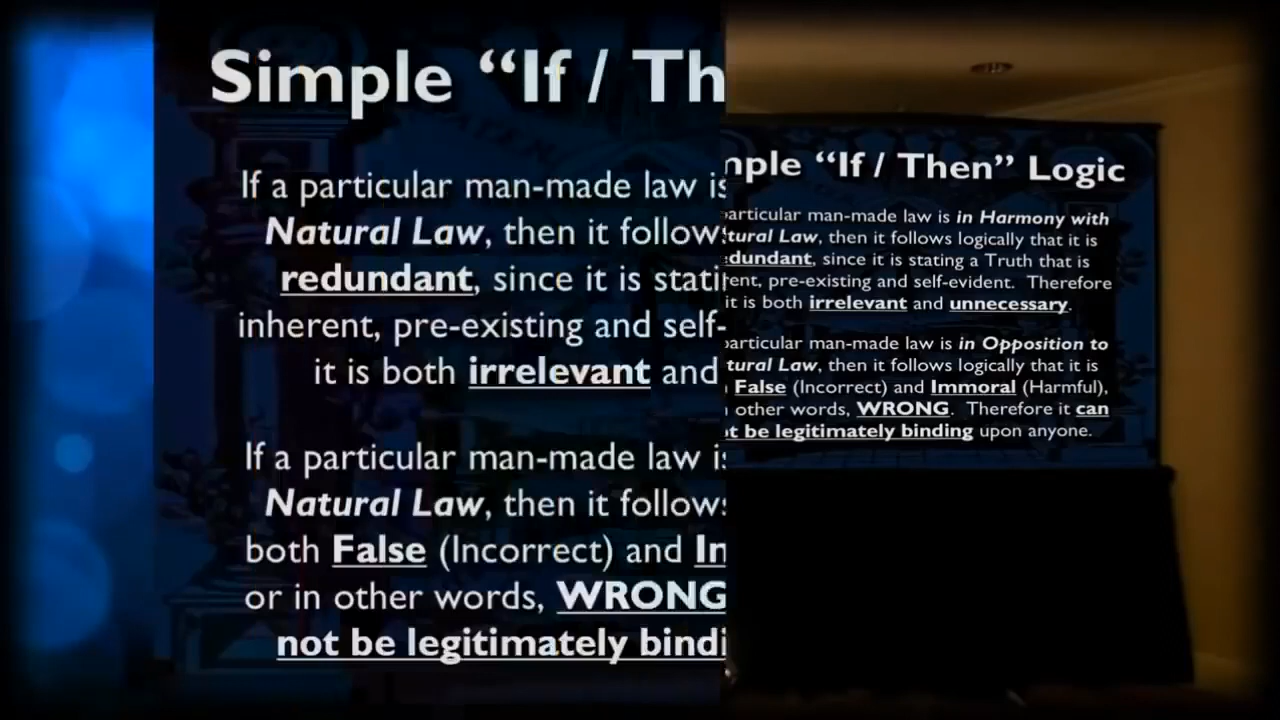 Simple “If / Th
If a particular man-made law is
Natural Law, then it follows
redundant, since it is stati
inherent, pre-existing and self-
it is both irrelevant and
If a particular man-made law is
Natural Law, then it follows
both False (Incorrect) and Im
or in other words, WRONG
not be legitimately bindi
mple “If / Then” Logic
particular man-made law is in Harmony with
tural Law, then it follows logically that it is
edundant, since it is stating a Truth that is
rent, pre-existing and self-evident. Therefore
it is both irrelevant and unnecessary.
particular man-made law is in Opposition to
tural Law, then it follows logically that it is
False (Incorrect) and Immoral (Harmful),
other words, WRONG. Therefore it can
t be legitimately binding upon anyone.